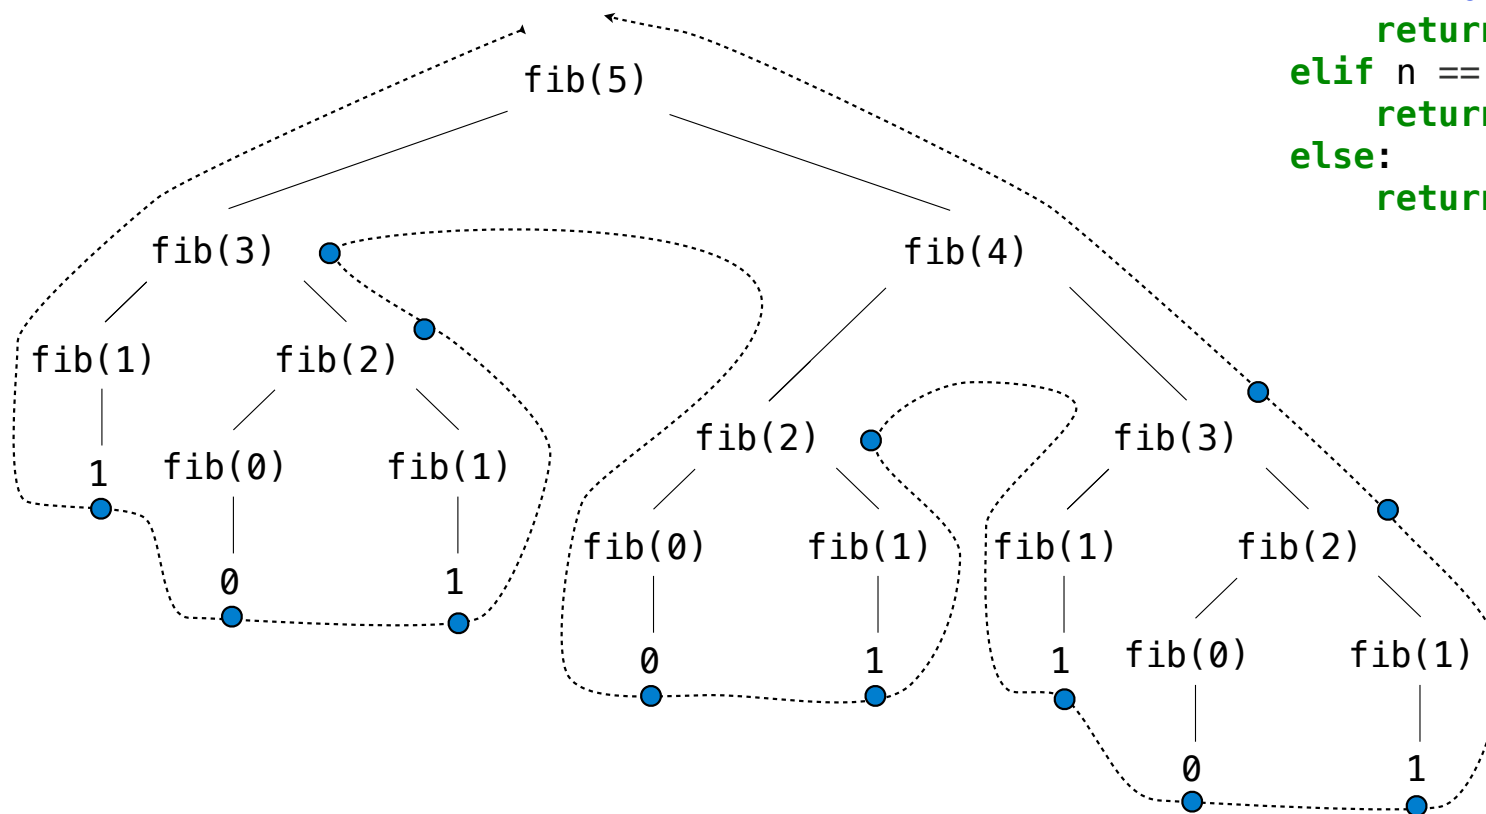 fib(5)
return
elif n ==
return
else:
return
fib(3)
fib(4)
fib(1)
fib(2)
fib(2)
fib(3)
1
fib(0)
fib(1)
fib(0)
fib(1)
fib(1)
fib(2)
0
1
0
1
1
fib(0)
fib(1)
0
1